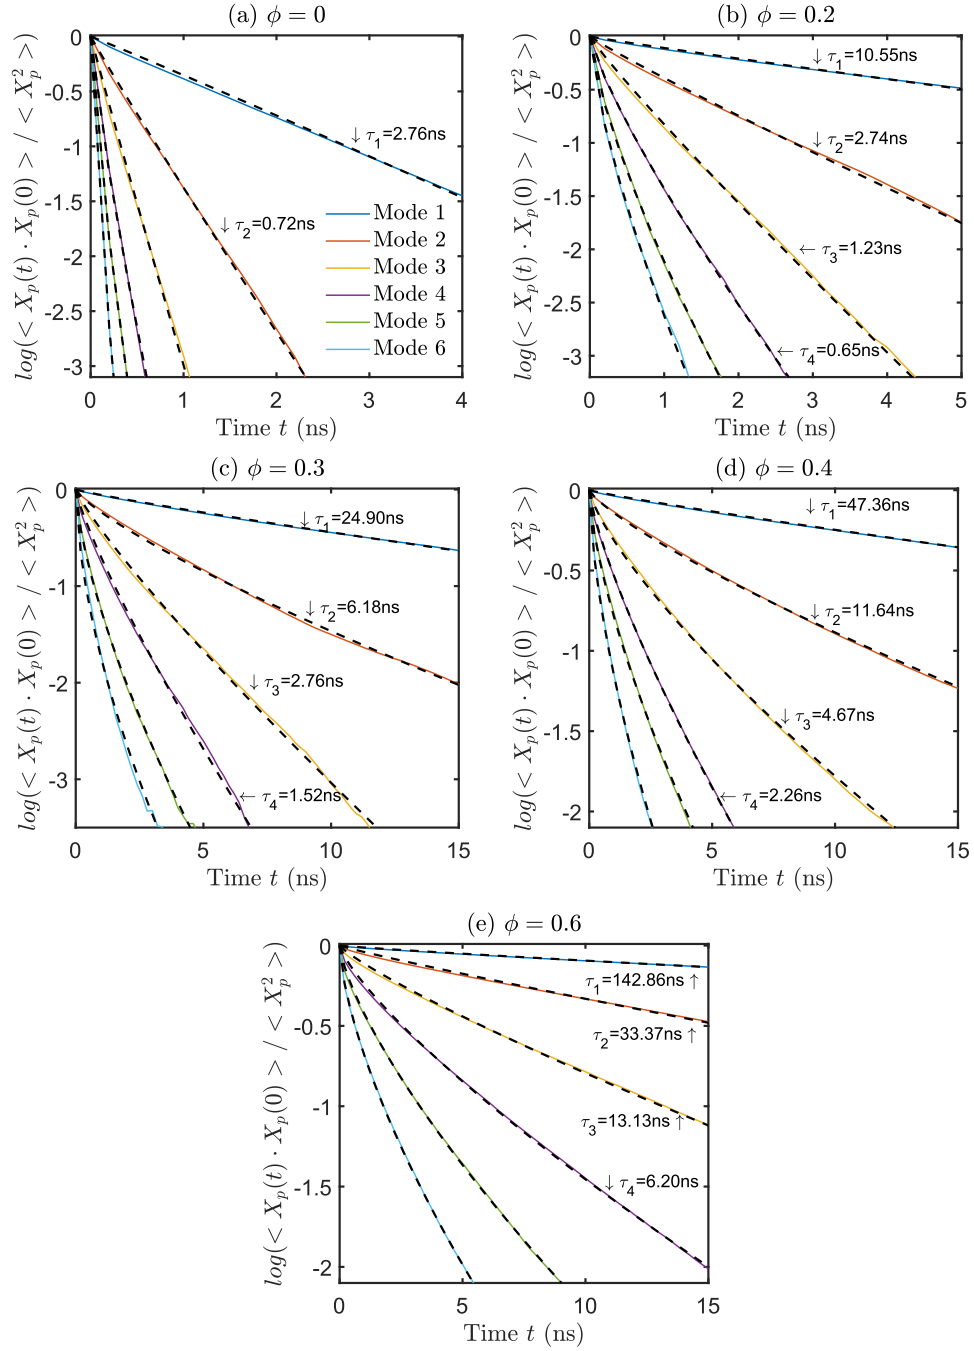 (a) ϕ = 0
log(< X_p(t) · X_p(0) > / < X_p^2 >)
0
-0.5
-1
-1.5
-2
-2.5
-3
↓ τ_1=2.76ns
↓ τ_2=0.72ns
Mode 1
Mode 2
Mode 3
Mode 4
Mode 5
Mode 6
0 1 2 3 4
Time t (ns)
(b) ϕ = 0.2
log(< X_p(t) · X_p(0) > / < X_p^2 >)
0
-0.5
-1
-1.5
-2
-2.5
-3
↓ τ_1=10.55ns
↓ τ_2=2.74ns
← τ_3=1.23ns
← τ_4=0.65ns
0 1 2 3 4 5
Time t (ns)
(c) ϕ = 0.3
log(< X_p(t) · X_p(0) > / < X_p^2 >)
0
-1
-2
-3
↓ τ_1=24.90ns
↓ τ_2=6.18ns
↓ τ_3=2.76ns
← τ_4=1.52ns
0 5 10 15
Time t (ns)
(d) ϕ = 0.4
log(< X_p(t) · X_p(0) > / < X_p^2 >)
0
-0.5
-1
-1.5
-2
↓ τ_1=47.36ns
↓ τ_2=11.64ns
↓ τ_3=4.67ns
← τ_4=2.26ns
0 5 10 15
Time t (ns)
(e) ϕ = 0.6
log(< X_p(t) · X_p(0) > / < X_p^2 >)
0
-0.5
-1
-1.5
-2
τ_1=142.86ns ↑
τ_2=33.37ns ↑
τ_3=13.13ns ↑
↓ τ_4=6.20ns
0 5 10 15
Time t (ns)